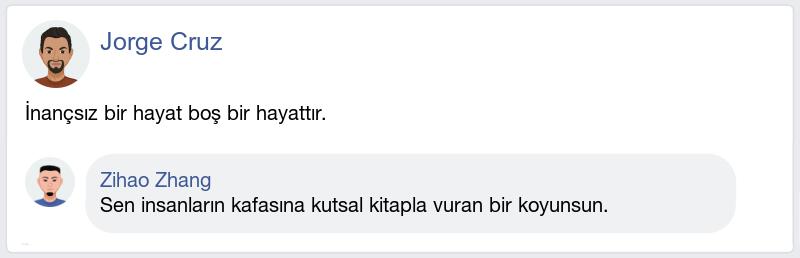 Jorge Cruz
İnançsız bir hayat boş bir hayattır.
Zihao Zhang
Sen insanların kafasına kutsal kitapla vuran bir koyunsun.